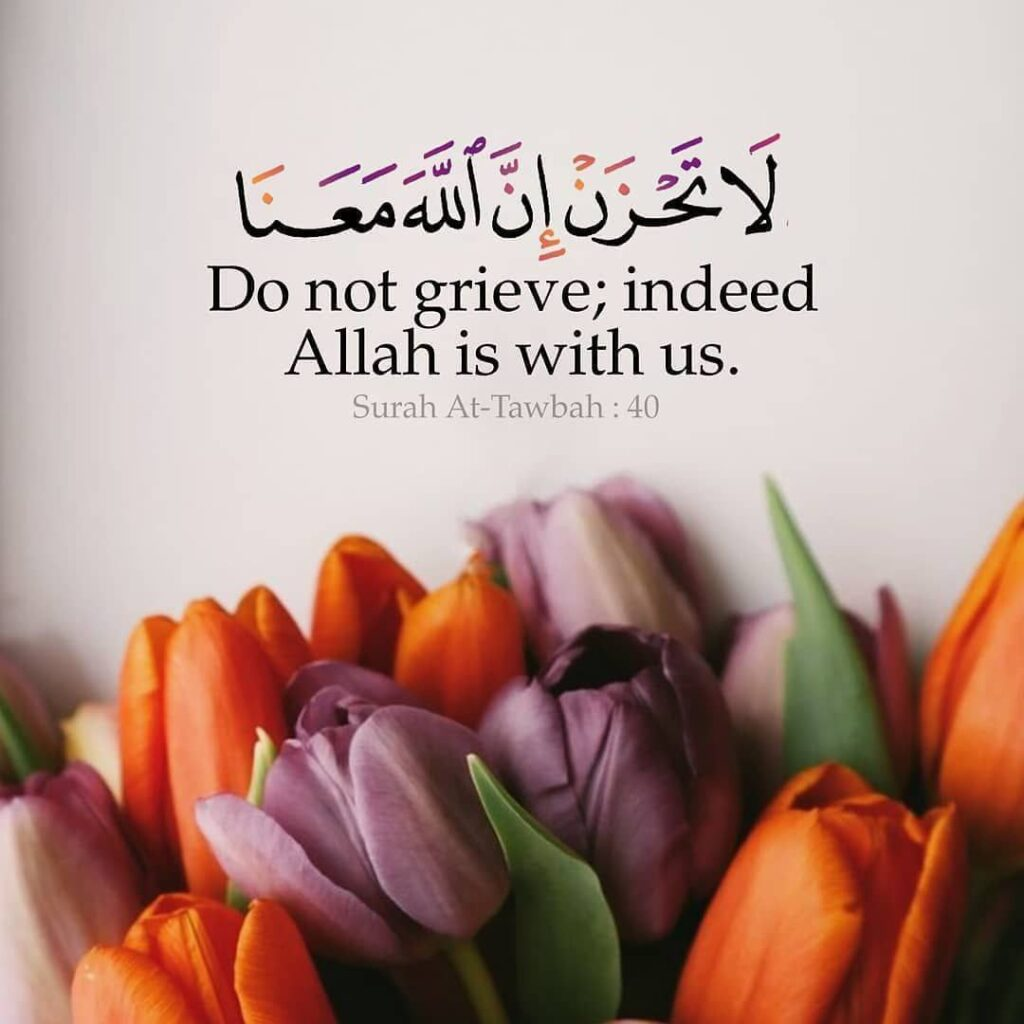 لَا تَحْزَنْ إِنَّ ٱللَّهَ مَعَنَا
Do not grieve; indeed
Allah is with us.
Surah At-Tawbah : 40